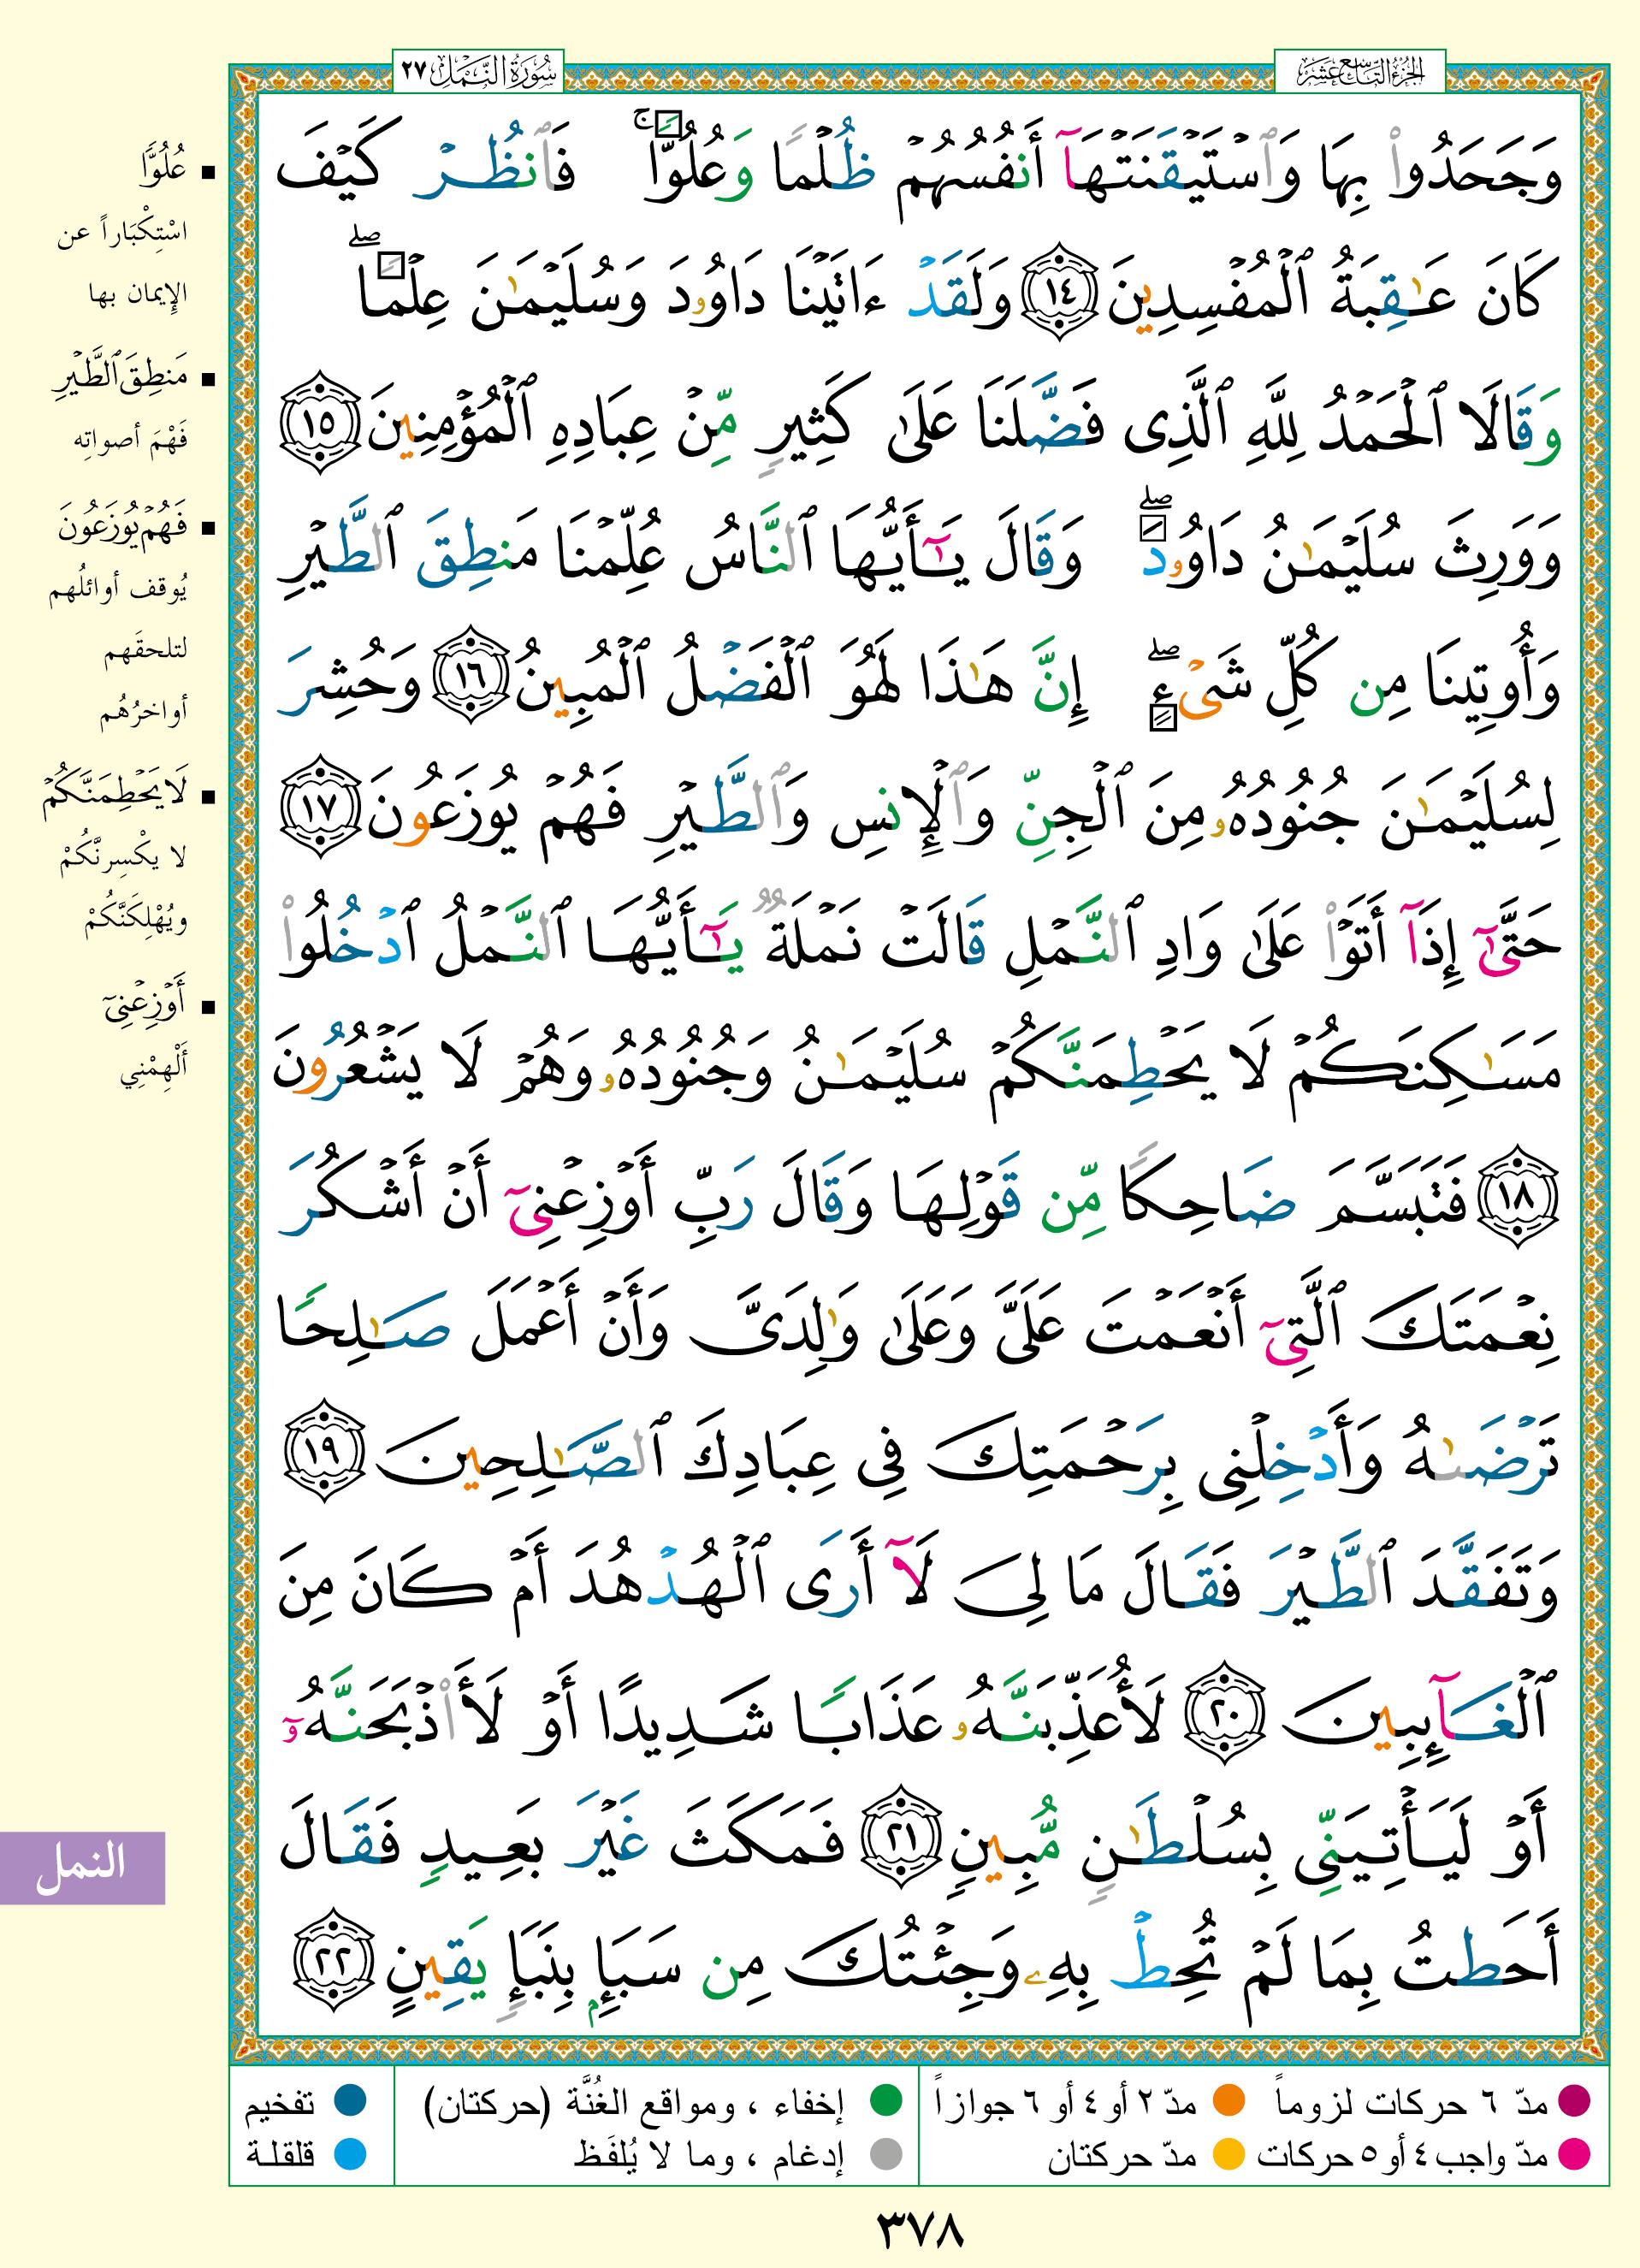 الجزء التاسع عشر
سورة النمل ٢٧
وَجَحَدُوا۟ بِهَا وَٱسْتَيْقَنَتْهَآ أَنفُسُهُمْ ظُلْمًا وَعُلُوًّا ۚ فَٱنظُرْ كَيْفَ
كَانَ عَـٰقِبَةُ ٱلْمُفْسِدِينَ ١٤ وَلَقَدْ ءَاتَيْنَا دَاوُۥدَ وَسُلَيْمَـٰنَ عِلْمًا ۖ
وَقَالَا ٱلْحَمْدُ لِلَّهِ ٱلَّذِى فَضَّلَنَا عَلَىٰ كَثِيرٍ مِّنْ عِبَادِهِ ٱلْمُؤْمِنِينَ ١٥
وَوَرِثَ سُلَيْمَـٰنُ دَاوُۥدَ ۖ وَقَالَ يَـٰٓأَيُّهَا ٱلنَّاسُ عُلِّمْنَا مَنطِقَ ٱلطَّيْرِ
وَأُوتِينَا مِن كُلِّ شَىْءٍ ۖ إِنَّ هَـٰذَا لَهُوَ ٱلْفَضْلُ ٱلْمُبِينُ ١٦ وَحُشِرَ
لِسُلَيْمَـٰنَ جُنُودُهُۥ مِنَ ٱلْجِنِّ وَٱلْإِنسِ وَٱلطَّيْرِ فَهُمْ يُوزَعُونَ ١٧
حَتَّىٰٓ إِذَآ أَتَوْا۟ عَلَىٰ وَادِ ٱلنَّمْلِ قَالَتْ نَمْلَةٌ يَـٰٓأَيُّهَا ٱلنَّمْلُ ٱدْخُلُوا۟
مَسَـٰكِنَكُمْ لَا يَحْطِمَنَّكُمْ سُلَيْمَـٰنُ وَجُنُودُهُۥ وَهُمْ لَا يَشْعُرُونَ
١٨ فَتَبَسَّمَ ضَاحِكًا مِّن قَوْلِهَا وَقَالَ رَبِّ أَوْزِعْنِىٓ أَنْ أَشْكُرَ
نِعْمَتَكَ ٱلَّتِىٓ أَنْعَمْتَ عَلَىَّ وَعَلَىٰ وَٰلِدَىَّ وَأَنْ أَعْمَلَ صَـٰلِحًا
تَرْضَىٰهُ وَأَدْخِلْنِى بِرَحْمَتِكَ فِى عِبَادِكَ ٱلصَّـٰلِحِينَ ١٩
وَتَفَقَّدَ ٱلطَّيْرَ فَقَالَ مَا لِىَ لَآ أَرَى ٱلْهُدْهُدَ أَمْ كَانَ مِنَ
ٱلْغَآئِبِينَ ٢٠ لَأُعَذِّبَنَّهُۥ عَذَابًا شَدِيدًا أَوْ لَأَا۟ذْبَحَنَّهُۥٓ
أَوْ لَيَأْتِيَنِّى بِسُلْطَـٰنٍ مُّبِينٍ ٢١ فَمَكَثَ غَيْرَ بَعِيدٍ فَقَالَ
أَحَطتُ بِمَا لَمْ تُحِطْ بِهِۦ وَجِئْتُكَ مِن سَبَإٍۭ بِنَبَإٍ يَقِينٍ ٢٢
▪ عُلُوًّا
اسْتِكْبَاراً عن
الإِيمان بها
▪ مَنطِقَ ٱلطَّيْرِ
فَهْمَ أصواتِه
▪ فَهُمْ يُوزَعُونَ
يُوقف أوائلُهم
لتلحقَهم
أواخرُهُم
▪ لَا يَحْطِمَنَّكُمْ
لا يكْسِرنَّكُمْ
ويُهْلِكَنَّكُمْ
▪ أَوْزِعْنِىٓ
أَلْهِمْنِي
النمل
مدّ ٦ حركات لزوماً مدّ ٢ أو ٤ أو ٦ جوازاً إخفاء ، ومواقع الغُنَّة (حركتان) تفخيم
مدّ واجب ٤ أو ٥ حركات مدّ حركتان إدغام ، وما لا يُلفَظ قلقلة
٣٧٨